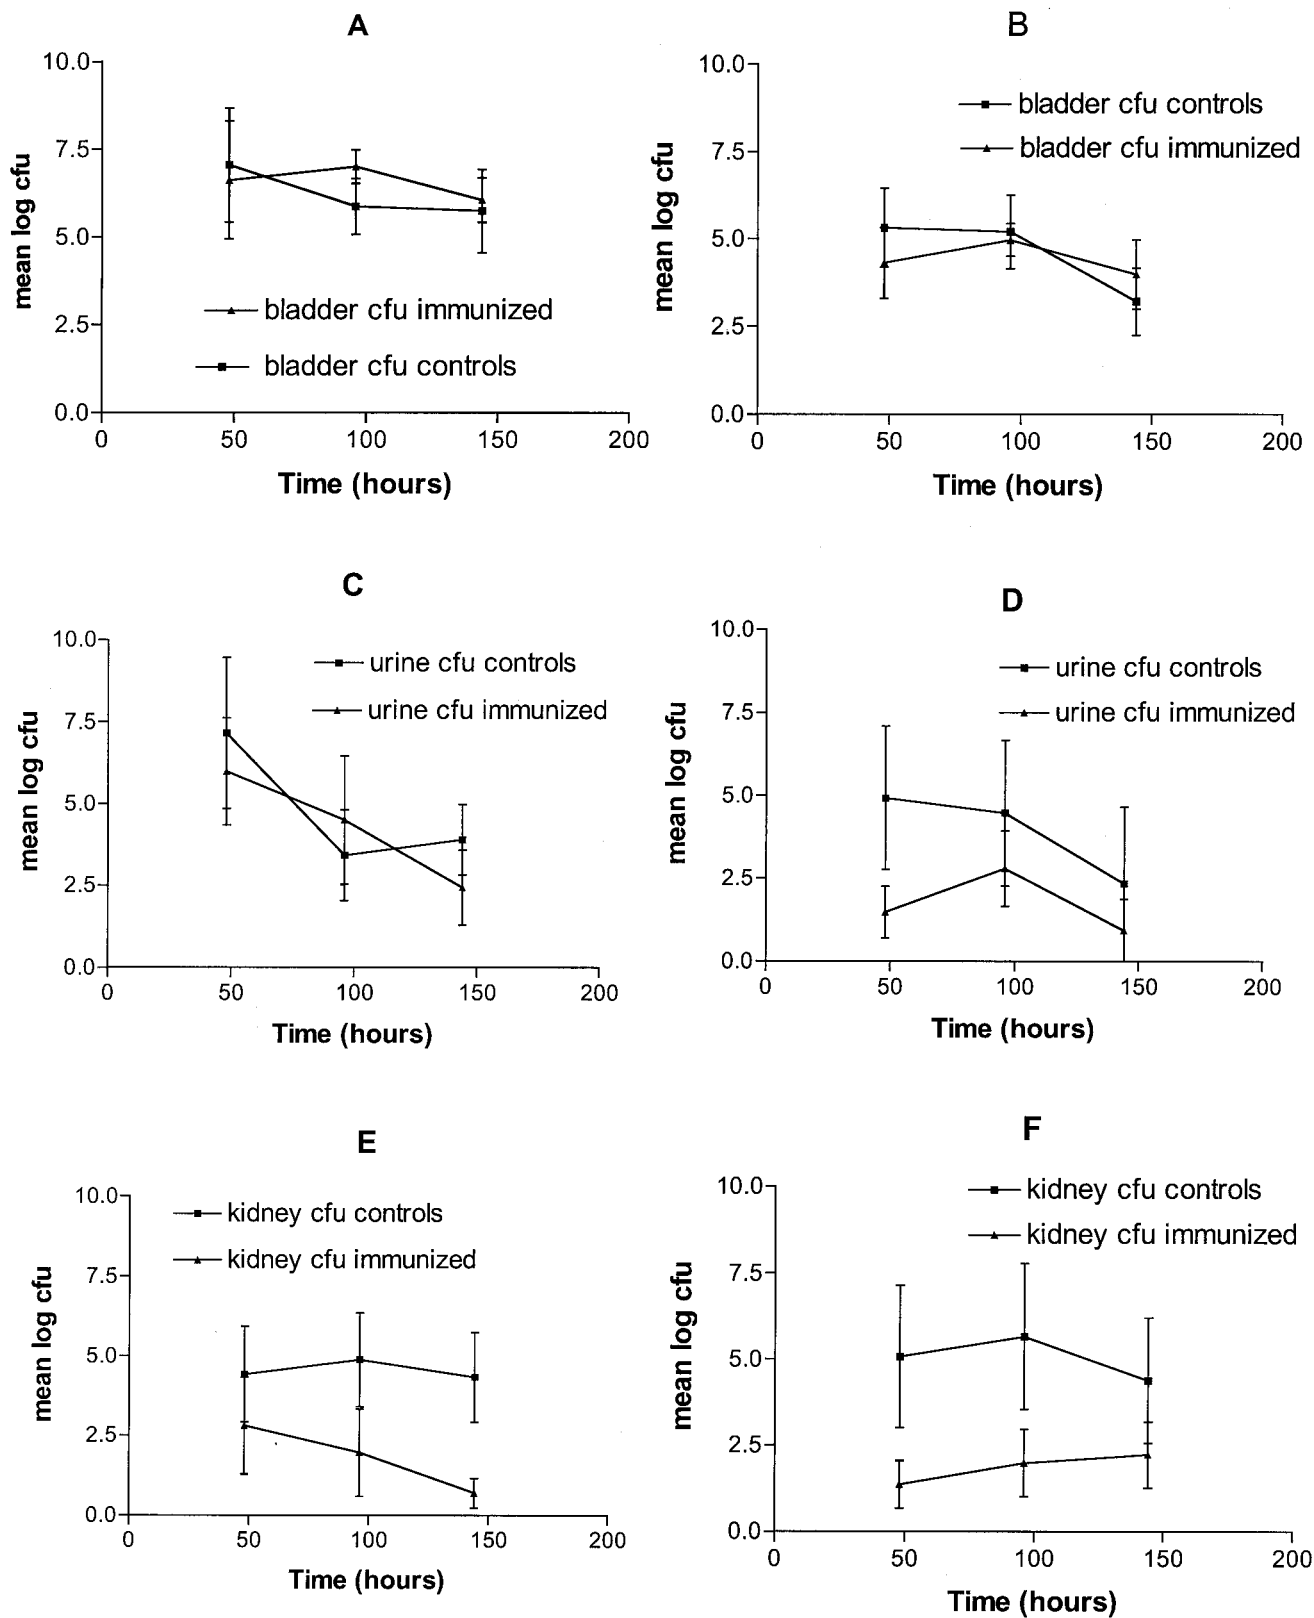 A
10.0
7.5
5.0
2.5
0.0
mean log cfu
bladder cfu immunized
bladder cfu controls
0 50 100 150 200
Time (hours)
B
10.0
7.5
5.0
2.5
0.0
mean log cfu
bladder cfu controls
bladder cfu immunized
0 50 100 150 200
Time (hours)
C
10.0
7.5
5.0
2.5
0.0
mean log cfu
urine cfu controls
urine cfu immunized
0 50 100 150 200
Time (hours)
D
10.0
7.5
5.0
2.5
0.0
mean log cfu
urine cfu controls
urine cfu immunized
0 50 100 150 200
Time (hours)
E
10.0
7.5
5.0
2.5
0.0
mean log cfu
kidney cfu controls
kidney cfu immunized
0 50 100 150 200
Time (hours)
F
10.0
7.5
5.0
2.5
0.0
mean log cfu
kidney cfu controls
kidney cfu immunized
0 50 100 150 200
Time (hours)